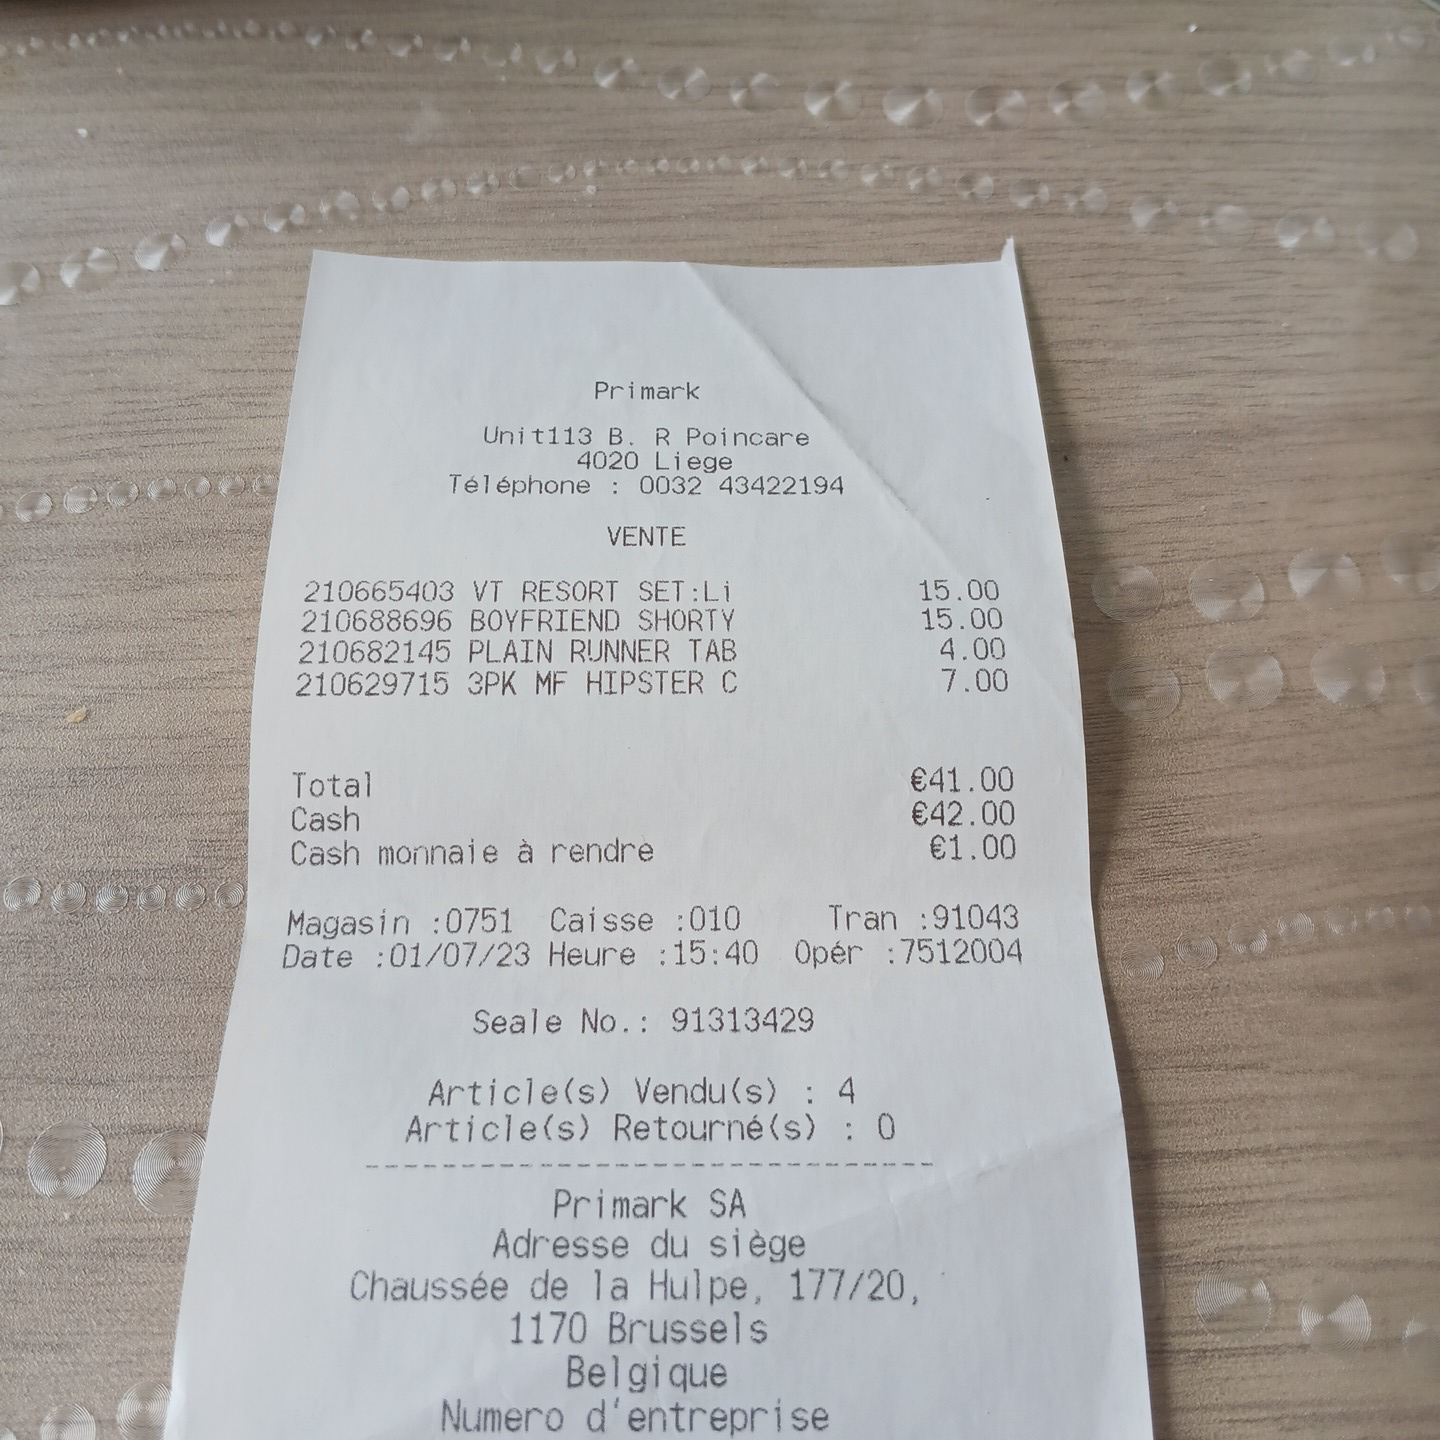 Primark
Unit113 B. R Poincare
4020 Liege
Téléphone : 0032 43422194
VENTE
210665403 VT RESORT SET:Li 15.00
210688696 BOYFRIEND SHORTY 15.00
210682145 PLAIN RUNNER TAB 4.00
210629715 3PK MF HIPSTER C 7.00
Total €41.00
Cash €42.00
Cash monnaie à rendre €1.00
Magasin :0751 Caisse :010 Tran :91043
Date :01/07/23 Heure :15:40 Opér :7512004
Seale No.: 91313429
Article(s) Vendu(s) : 4
Article(s) Retourné(s) : 0
--------------------------------
Primark SA
Adresse du siège
Chaussée de la Hulpe, 177/20,
1170 Brussels
Belgique
Numero d'entreprise